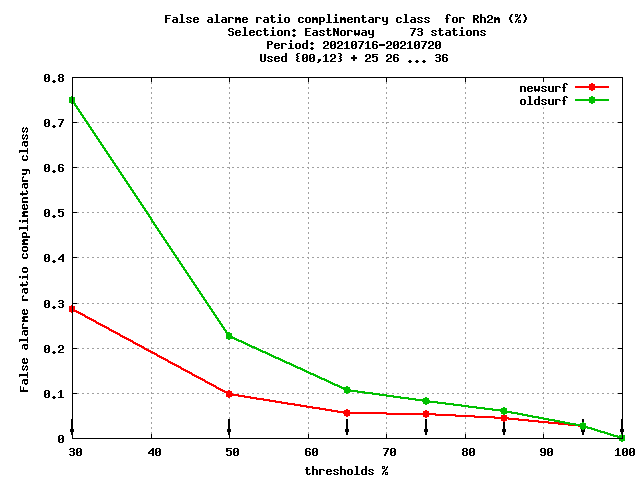 False alarme ratio complimentary class  for Rh2m (%)
Selection: EastNorway     73 stations
Period: 20210716-20210720
Used {00,12} + 25 26 ... 36
newsurf
oldsurf
False alarme ratio complimentary class
0.8
0.7
0.6
0.5
0.4
0.3
0.2
0.1
0
30 40 50 60 70 80 90 100
thresholds %